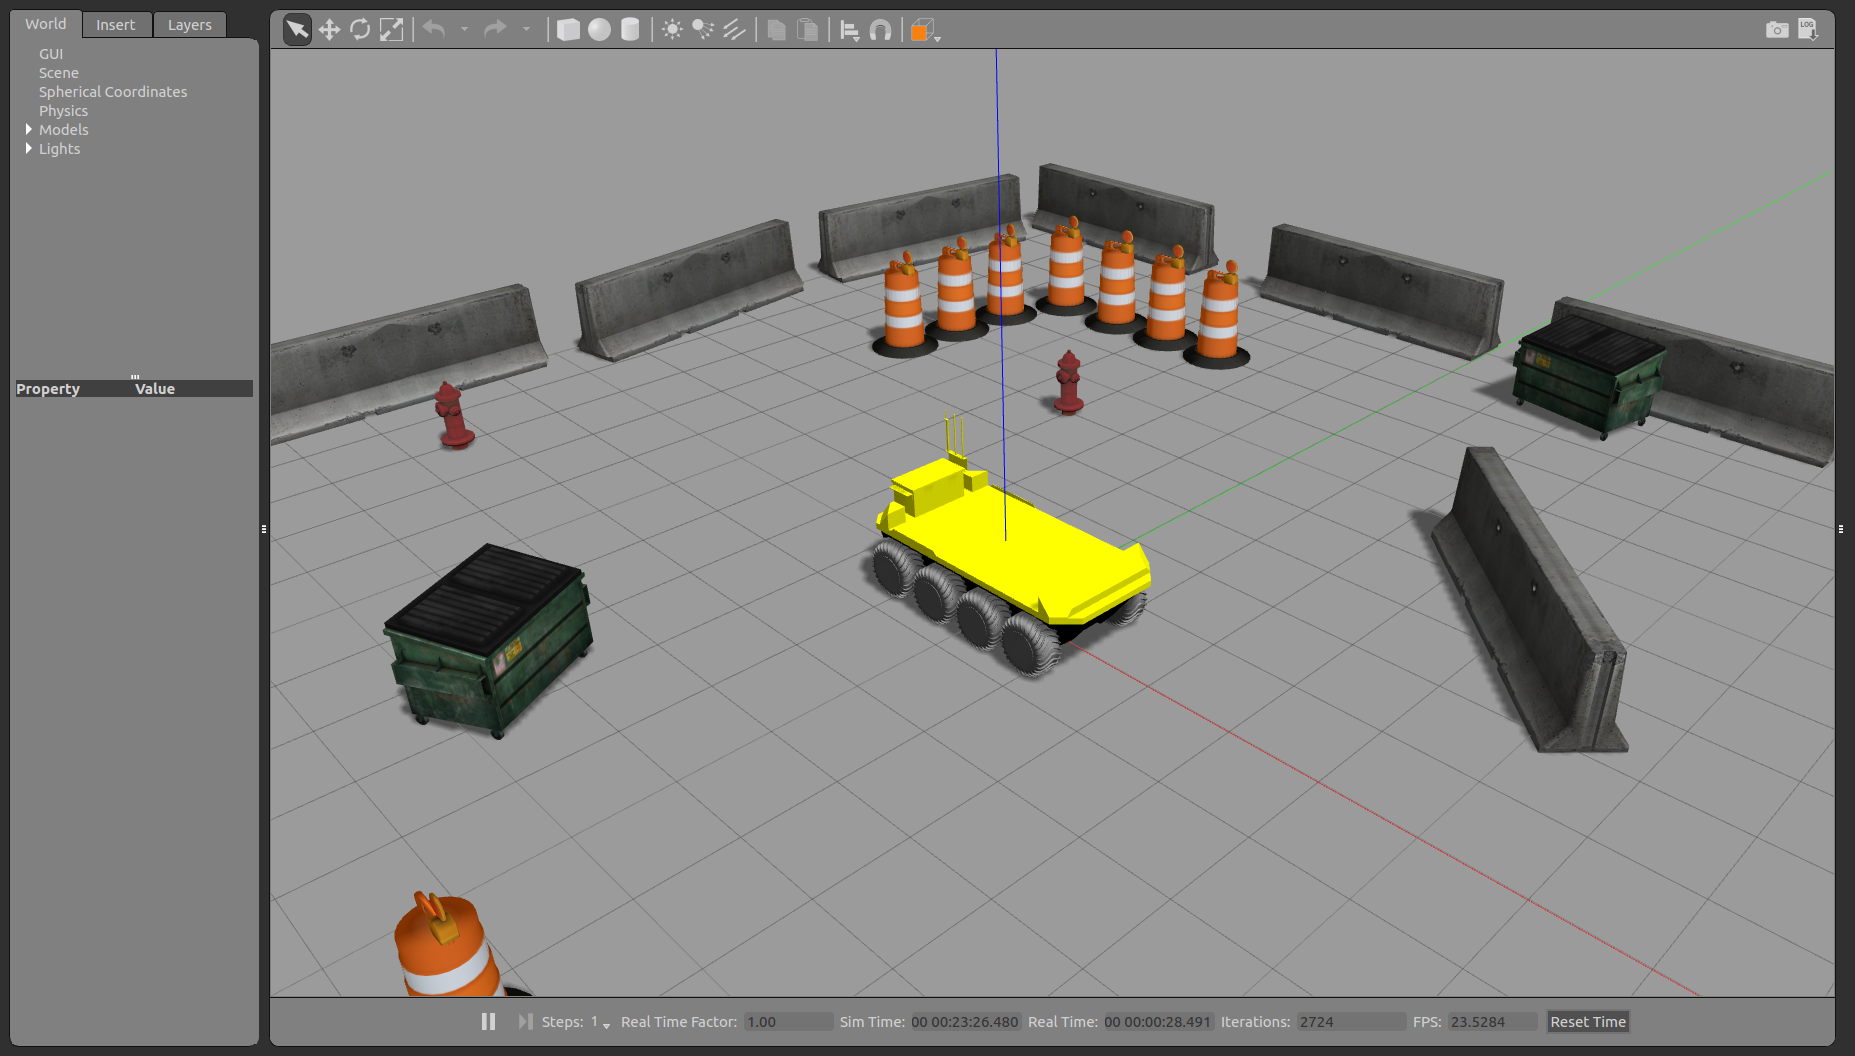 World Insert Layers
GUI
Scene
Spherical Coordinates
Physics
Models
Lights
Property Value
LOG
Steps: 1 Real Time Factor: 1.00 Sim Time: 00 00:23:26.480 Real Time: 00 00:00:28.491 Iterations: 2724 FPS: 23.5284 Reset Time